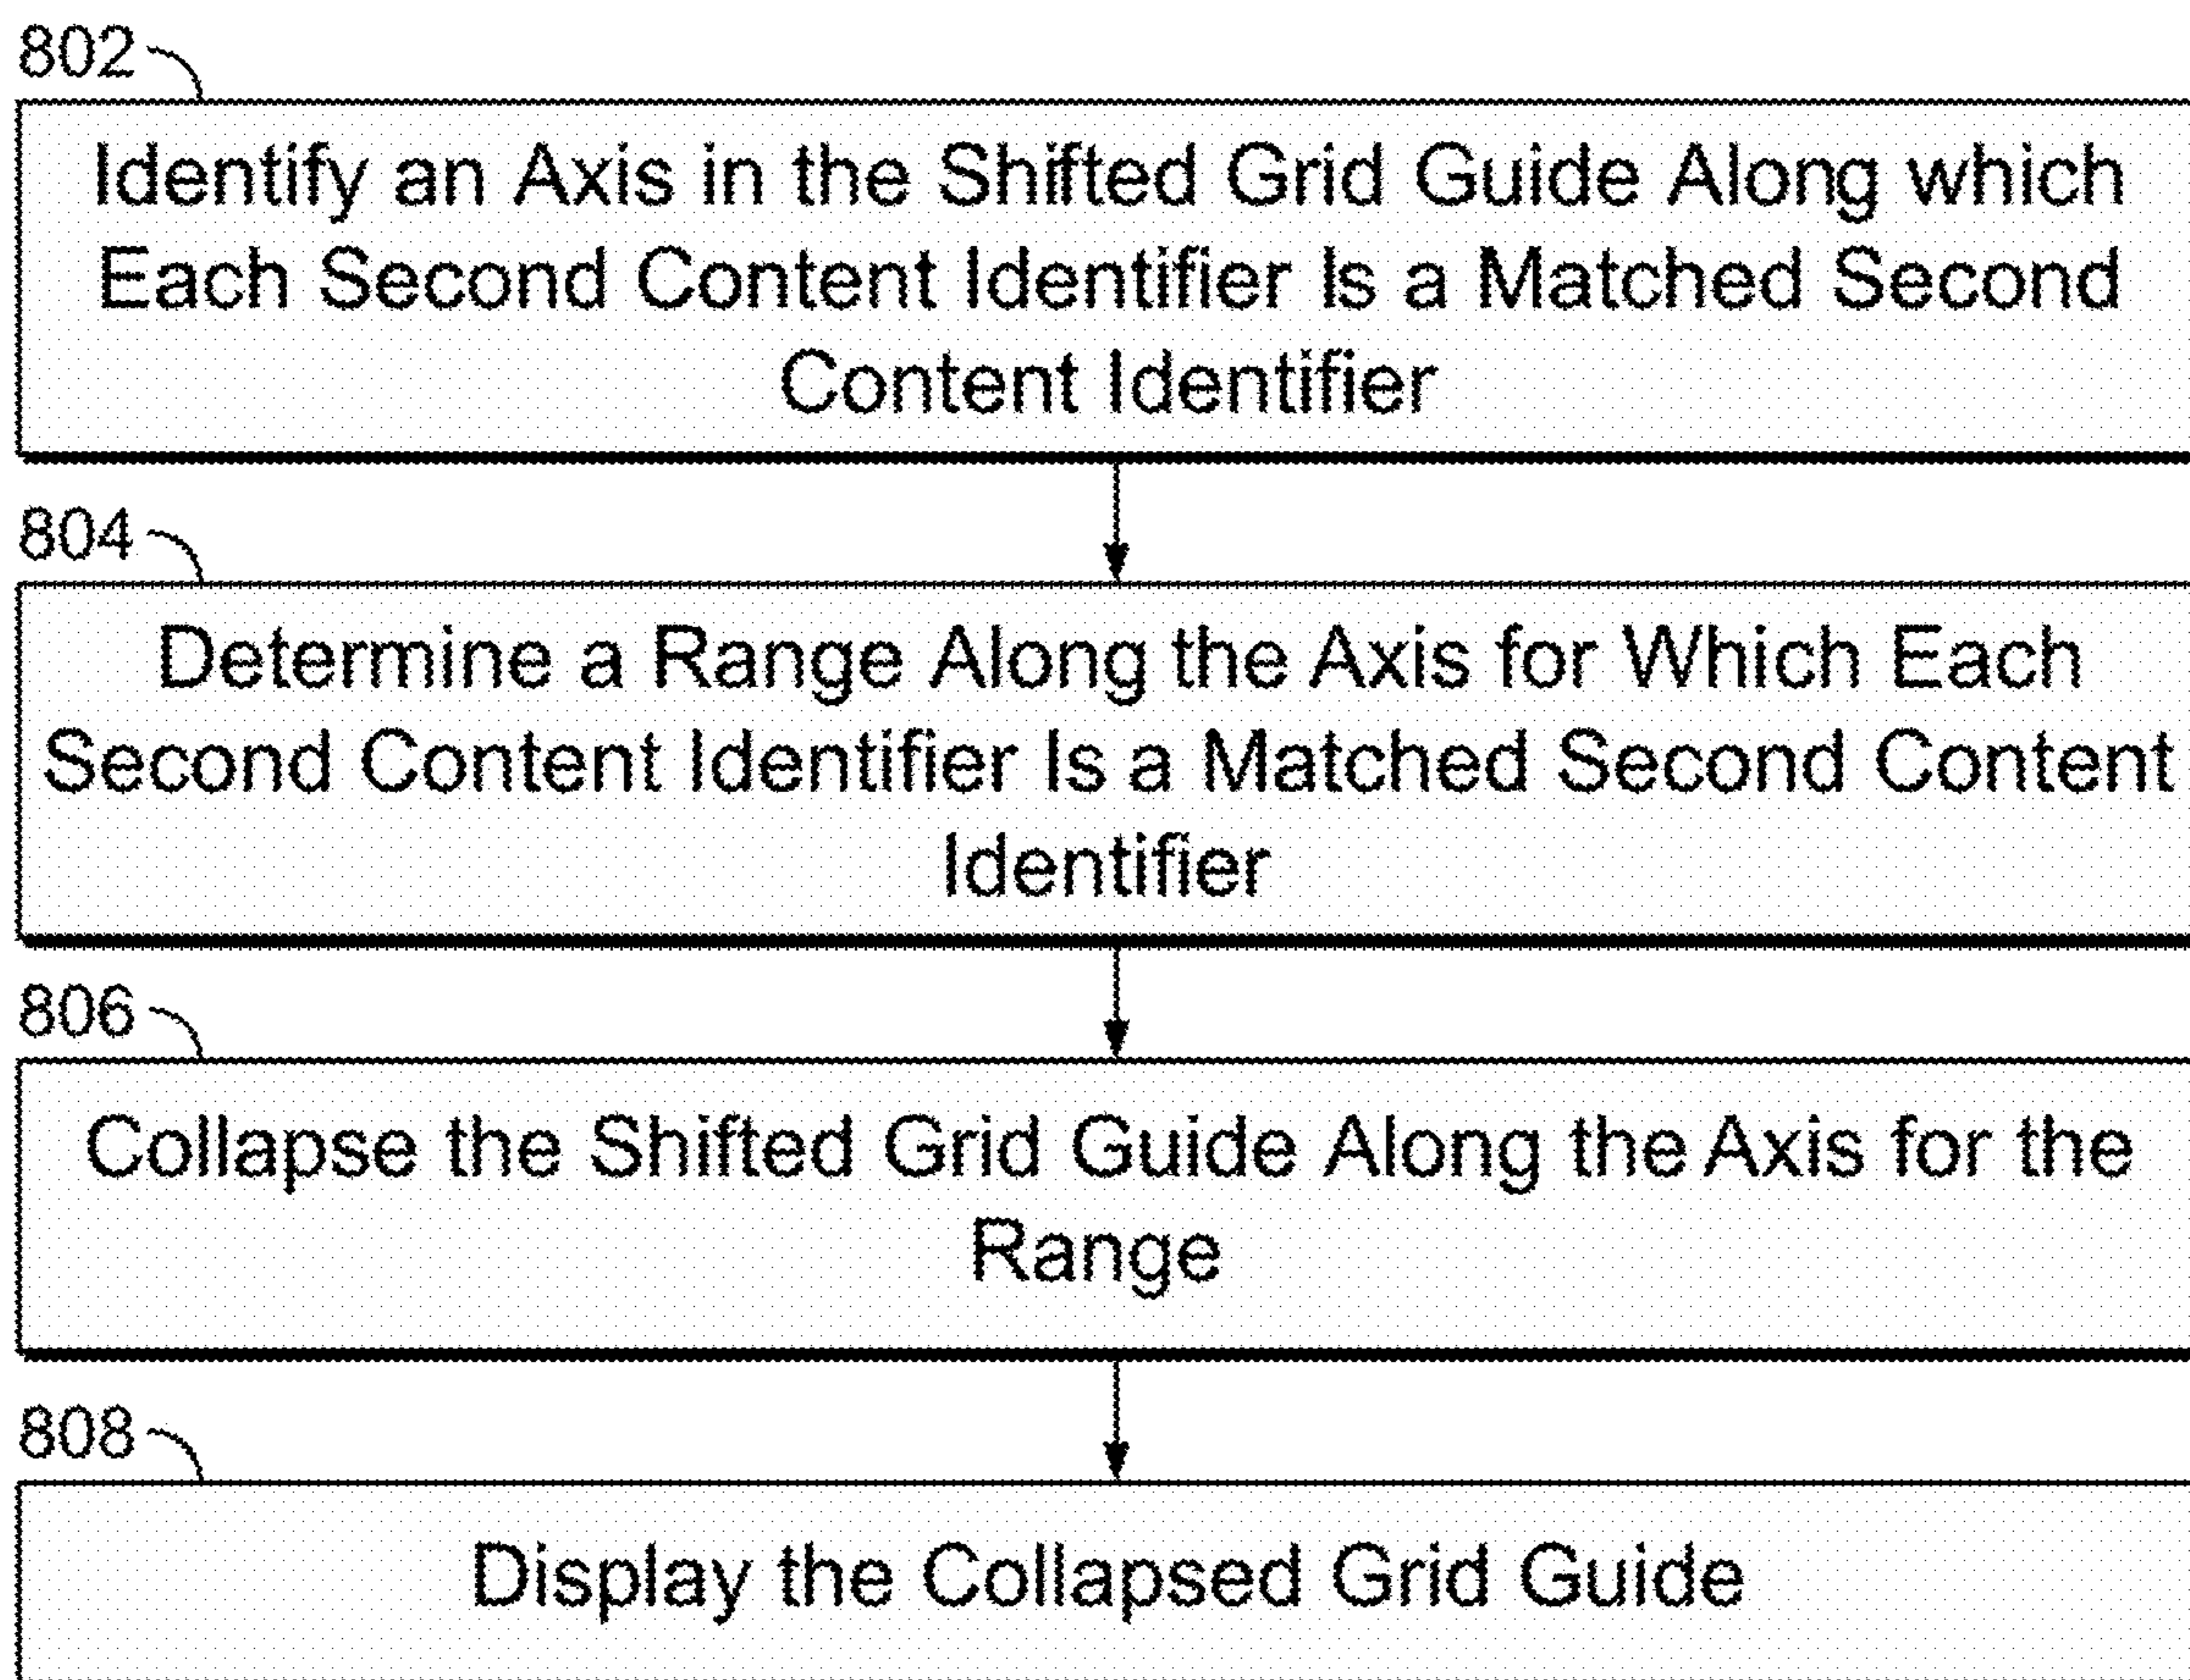 802
Identify an Axis in the Shifted Grid Guide Along which
Each Second Content Identifier Is a Matched Second
Content Identifier
804
Determine a Range Along the Axis for Which Each
Second Content Identifier Is a Matched Second Content
Identifier
806
Collapse the Shifted Grid Guide Along the Axis for the
Range
808
Display the Collapsed Grid Guide